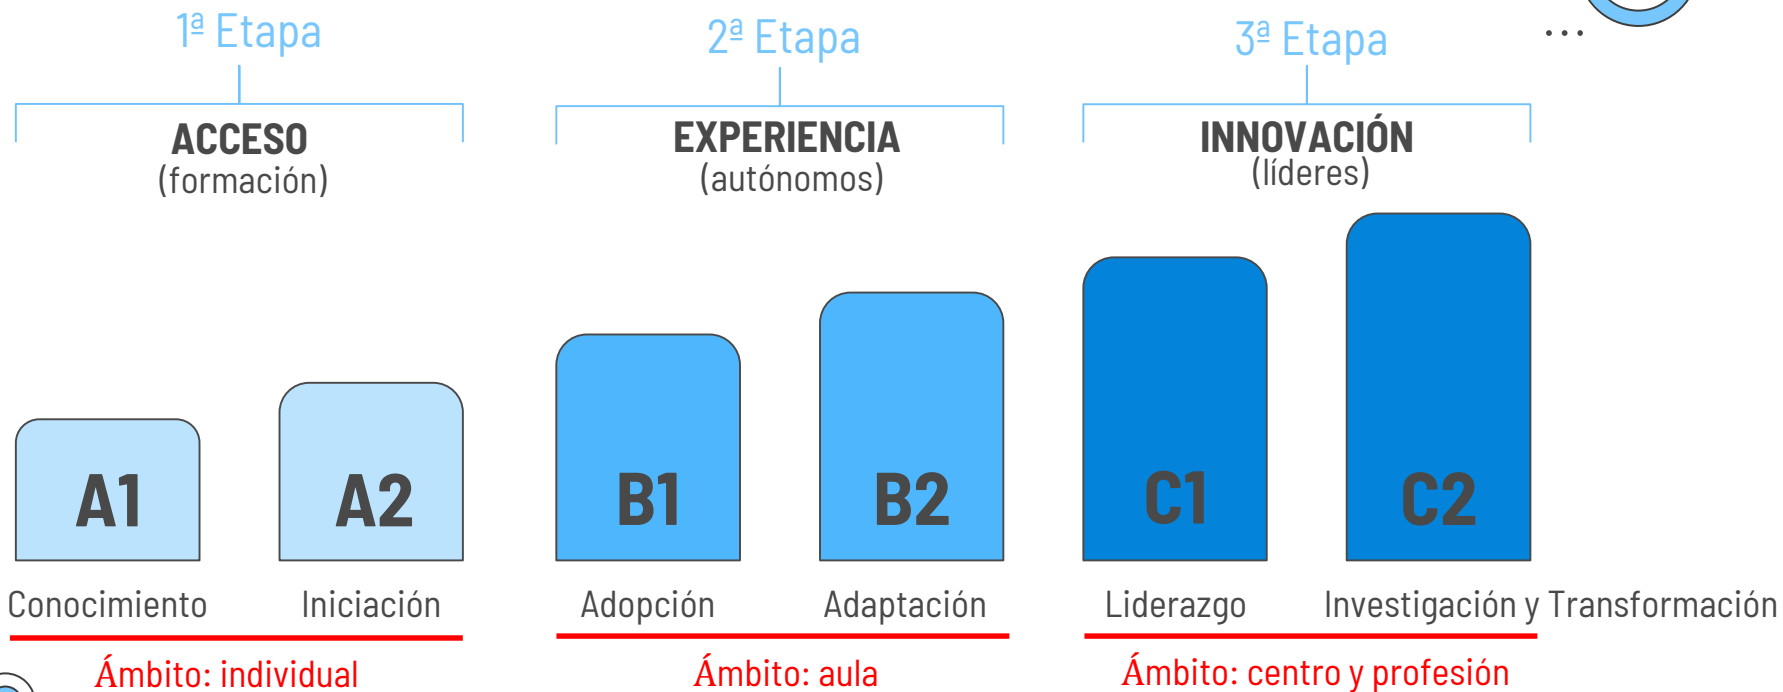 1ª Etapa
2ª Etapa
3ª Etapa
...
ACCESO
(formación)
EXPERIENCIA
(autónomos)
INNOVACIÓN
(líderes)
A1
A2
B1
B2
C1
C2
Conocimiento
Iniciación
Adopción
Adaptación
Liderazgo
Investigación y Transformación
Ámbito: individual
Ámbito: aula
Ámbito: centro y profesión